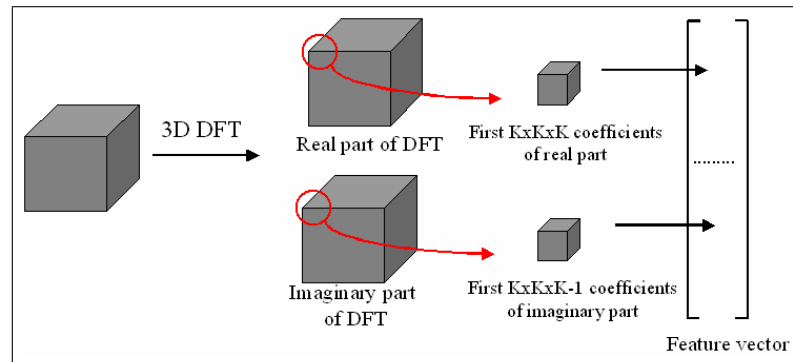 3D DFT
Real part of DFT
First KxKxK coefficients
of real part
.........
Imaginary part
of DFT
First KxKxK-1 coefficients
of imaginary part
Feature vector